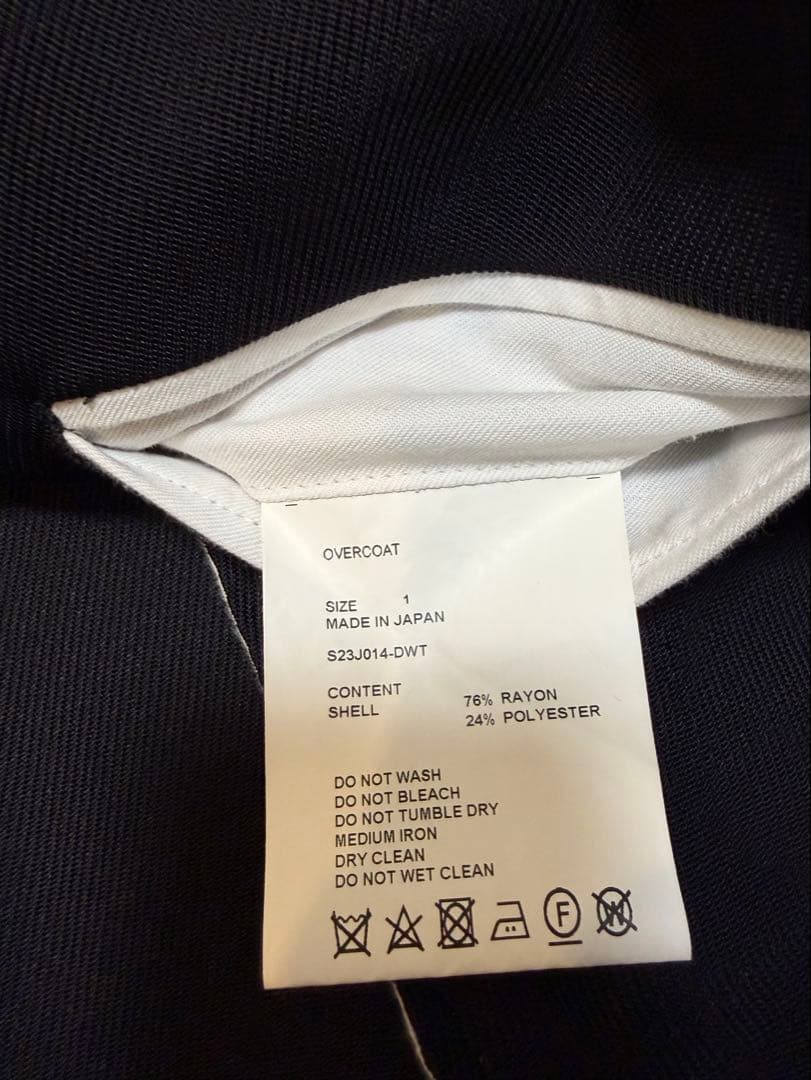 OVERCOAT
SIZE 1
MADE IN JAPAN
S23J014-DWT
CONTENT
SHELL 76% RAYON
24% POLYESTER
DO NOT WASH
DO NOT BLEACH
DO NOT TUMBLE DRY
MEDIUM IRON
DRY CLEAN
DO NOT WET CLEAN
F W